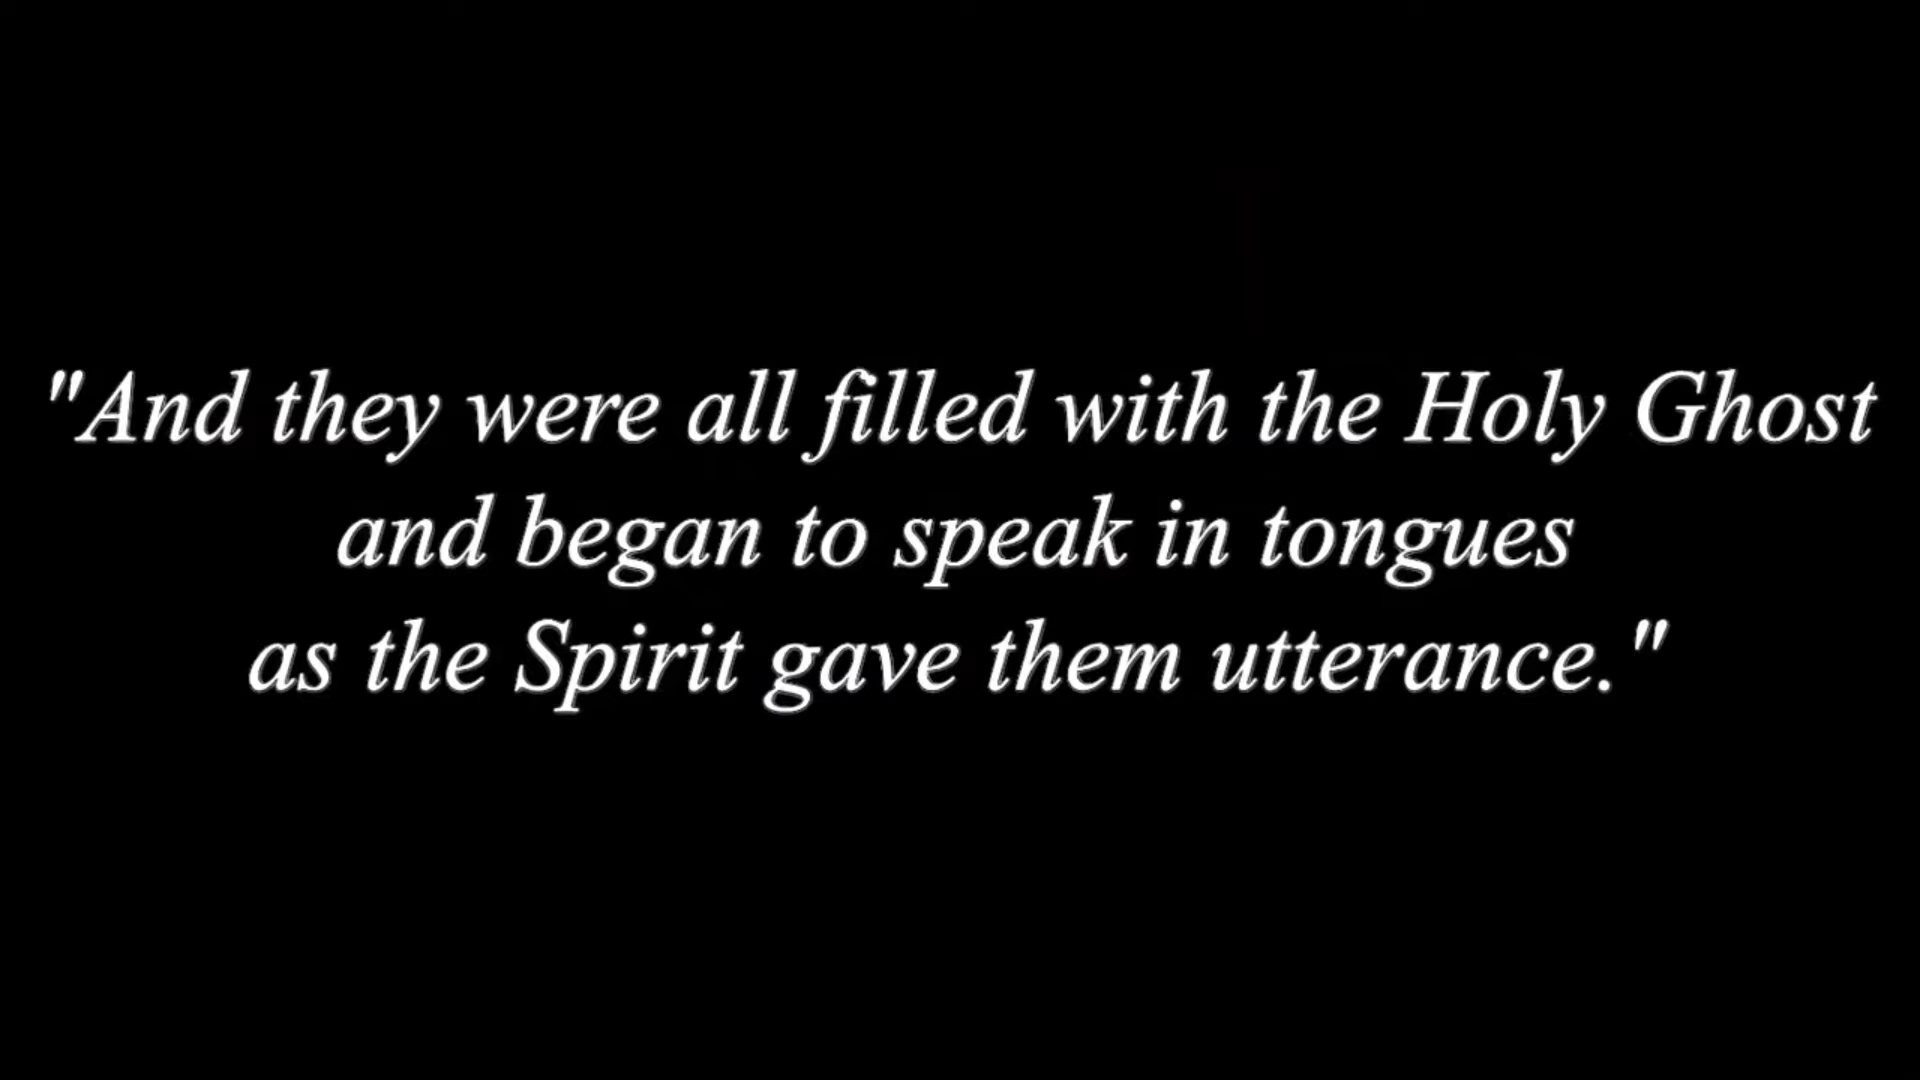 "And they were all filled with the Holy Ghost
and began to speak in tongues
as the Spirit gave them utterance."